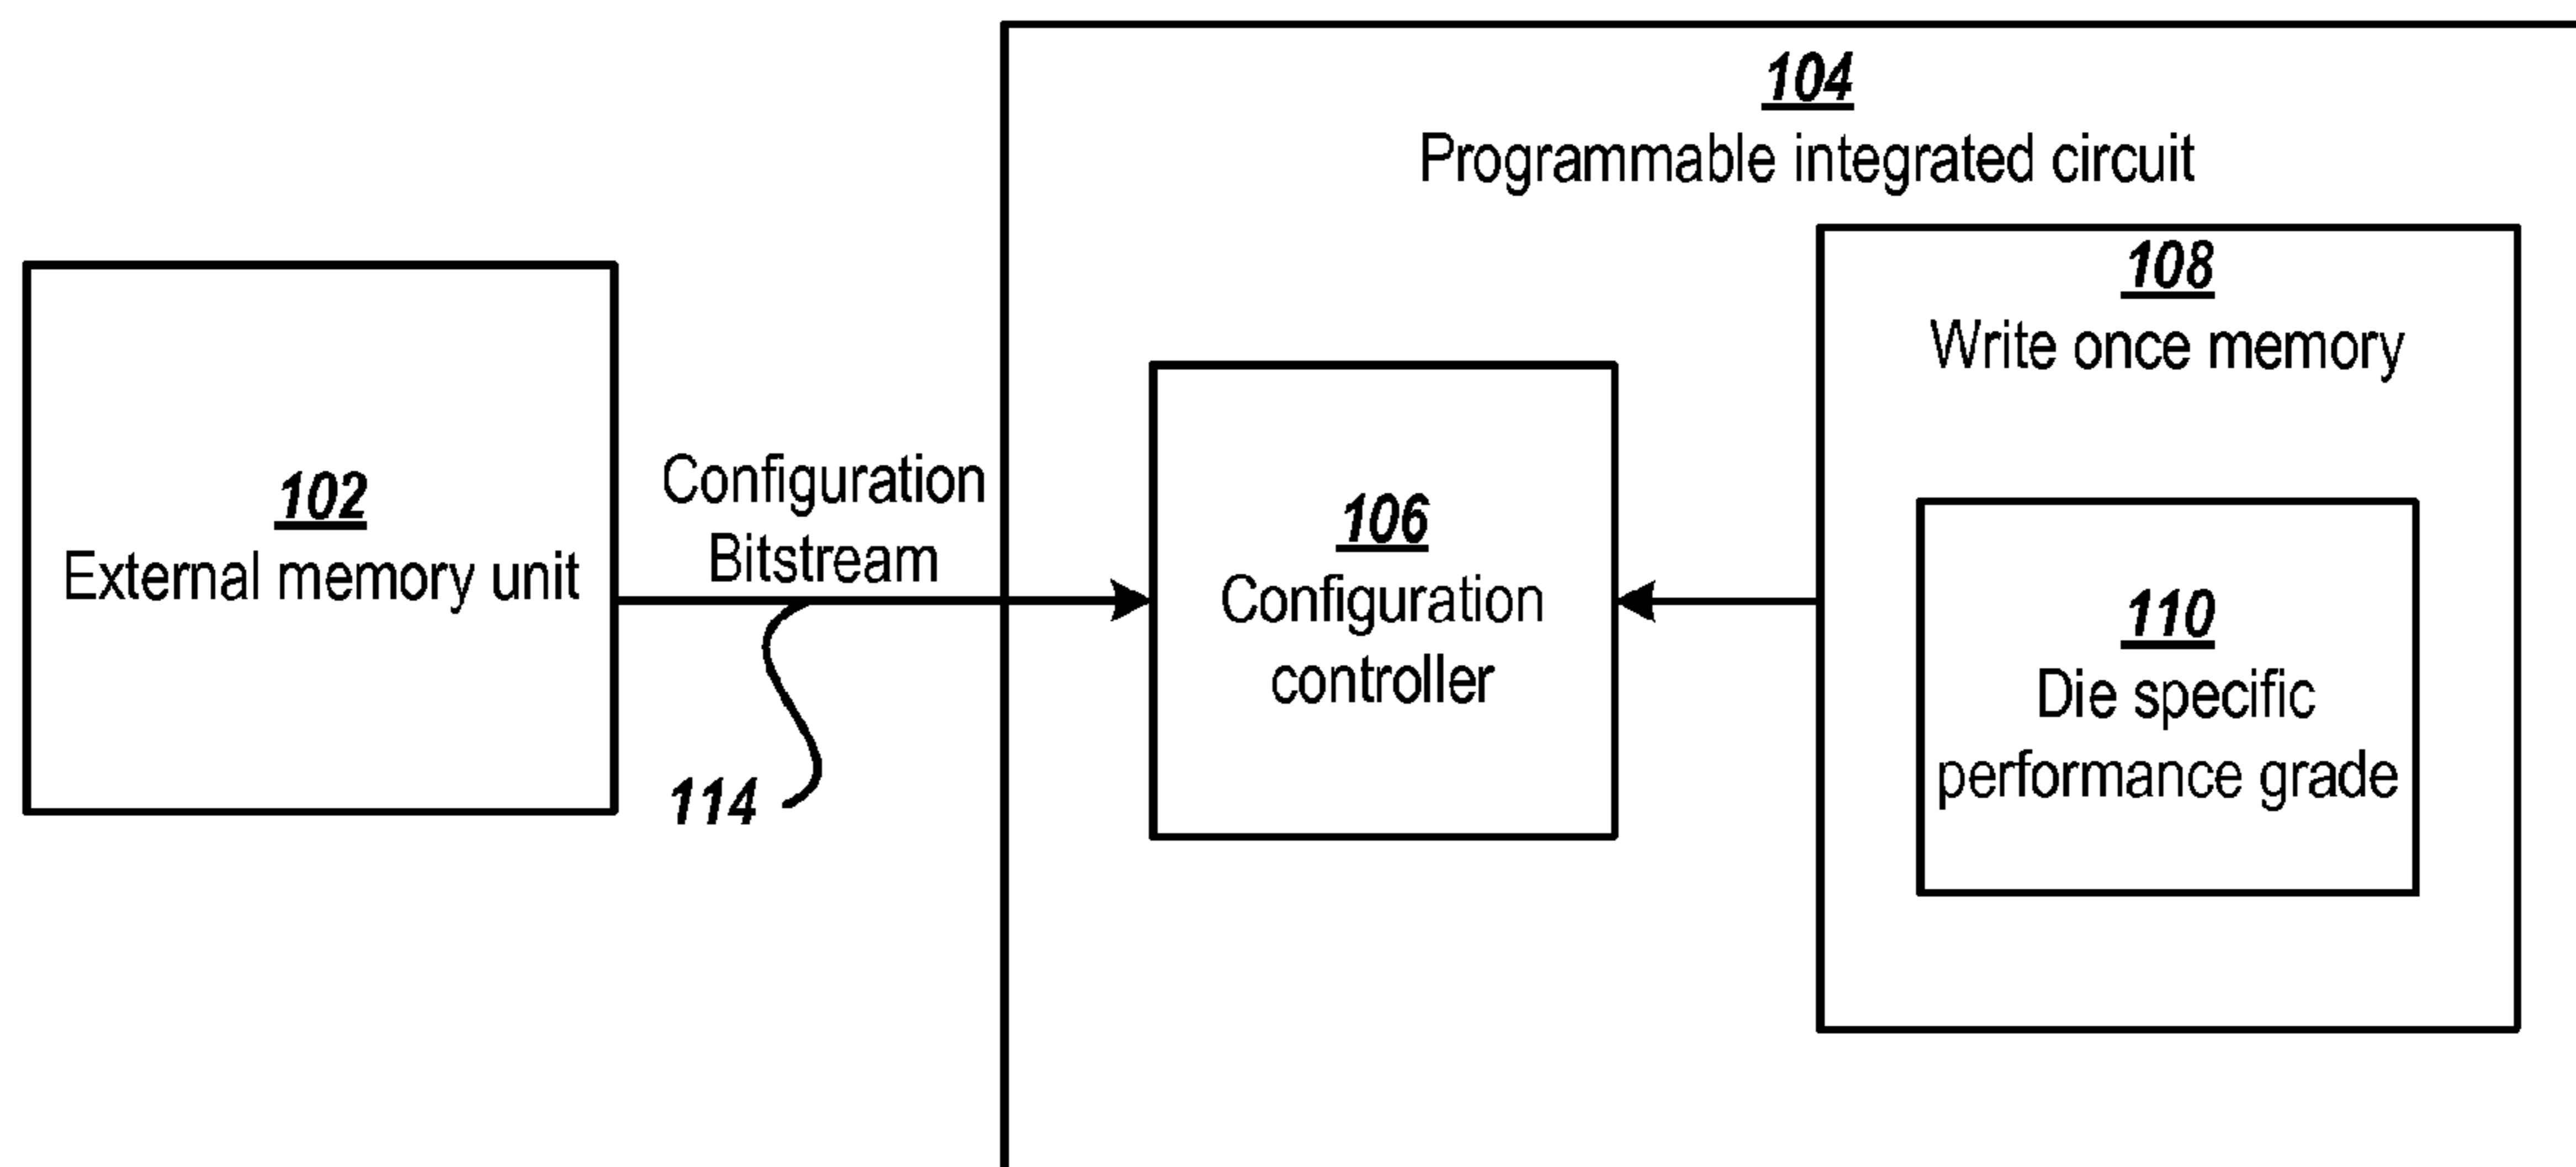 104
Programmable integrated circuit
108
Write once memory
102
External memory unit
Configuration
Bitstream
114
106
Configuration
controller
110
Die specific
performance grade